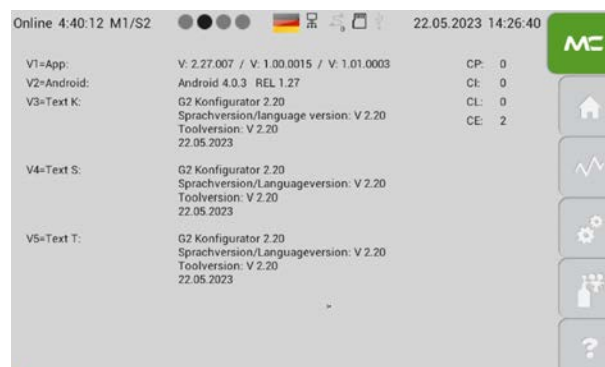 Online 4:40:12 M1/S2 22.05.2023 14:26:40
MC
V1=App: V: 2.27.007 / V: 1.00.0015 / V: 1.01.0003 CP: 0
V2=Android: Android 4.0.3 REL 1.27 CI: 0
V3=Text K: G2 Konfigurator 2.20 CL: 0
Sprachversion/language version: V 2.20
CE: 2
Toolversion: V 2.20
22.05.2023
V4=Text S: G2 Konfigurator 2.20
Sprachversion/Languageversion: V 2.20
Toolversion: V 2.20
22.05.2023
V5=Text T: G2 Konfigurator 2.20
Sprachversion/Languageversion: V 2.20
Toolversion: V 2.20
22.05.2023
?